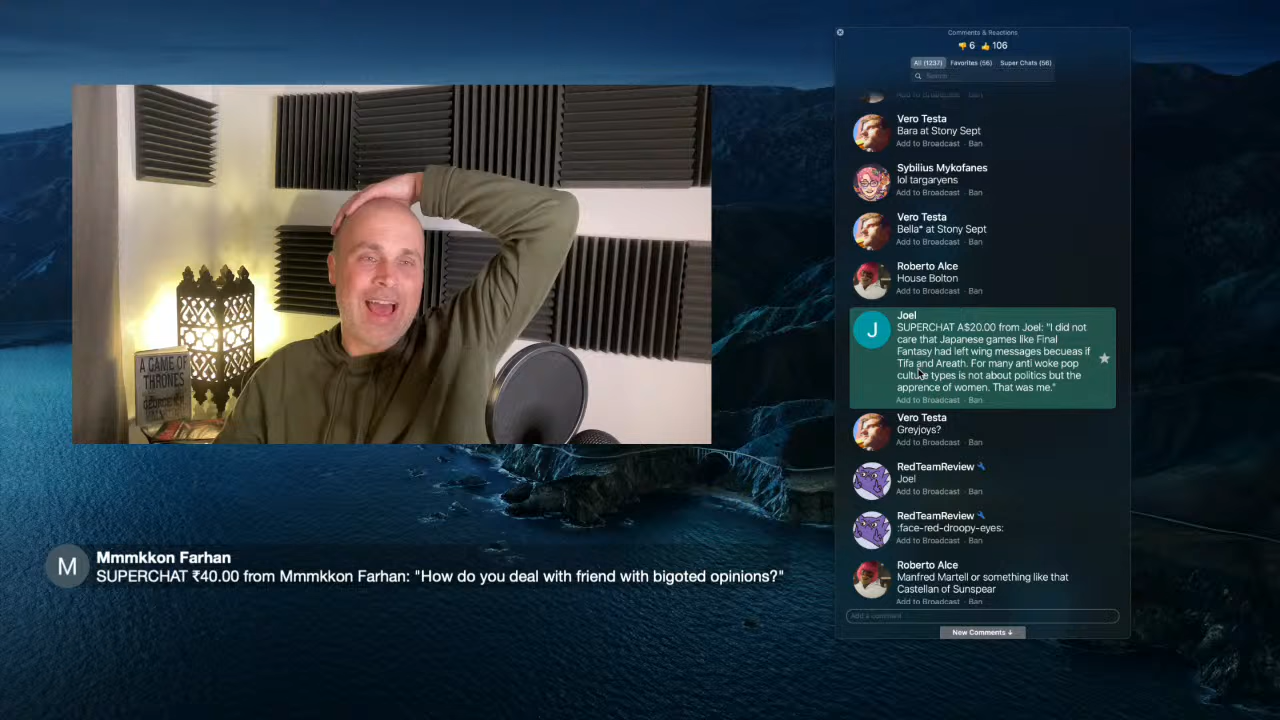 Comments & Reactions
👎 6 👍 106
All (1237) Favorites (56) Super Chats (56)
Search
Add to Broadcast · Ban
Vero Testa
Bara at Stony Sept
Add to Broadcast · Ban
Sybilius Mykofanes
lol targaryens
Add to Broadcast · Ban
Vero Testa
Bella* at Stony Sept
Add to Broadcast · Ban
Roberto Alce
House Bolton
Add to Broadcast · Ban
J
Joel
SUPERCHAT A$20.00 from Joel: "I did not
care that Japanese games like Final
Fantasy had left wing messages becueas if
Tifa and Areath. For many anti woke pop
culture types is not about politics but the
apprence of women. That was me."
Add to Broadcast · Ban
Vero Testa
Greyjoys?
Add to Broadcast · Ban
RedTeamReview
Joel
Add to Broadcast · Ban
RedTeamReview
:face-red-droopy-eyes:
Add to Broadcast · Ban
Roberto Alce
Manfred Martell or something like that
Castellan of Sunspear
Add to Broadcast · Ban
Add a comment
New Comments ↓
A GAME OF
THRONES
M
Mmmkkon Farhan
SUPERCHAT ₹40.00 from Mmmkkon Farhan: "How do you deal with friend with bigoted opinions?"